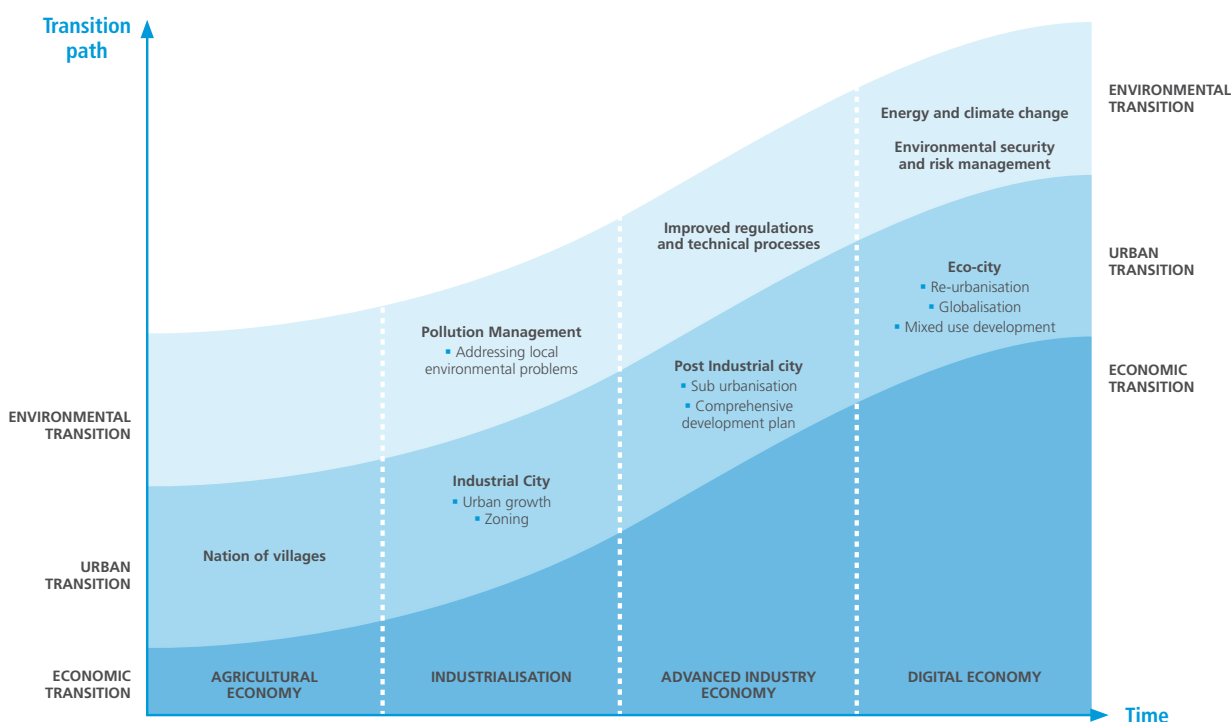 Transition
path
ENVIRONMENTAL
TRANSITION
Energy and climate change
Environmental security
and risk management
Improved regulations
and technical processes
URBAN
TRANSITION
Eco-city
▪ Re-urbanisation
▪ Globalisation
▪ Mixed use development
Pollution Management
▪ Addressing local
environmental problems
Post Industrial city
▪ Sub urbanisation
▪ Comprehensive
development plan
ECONOMIC
TRANSITION
ENVIRONMENTAL
TRANSITION
Industrial City
▪ Urban growth
▪ Zoning
Nation of villages
URBAN
TRANSITION
ECONOMIC
TRANSITION
AGRICULTURAL
ECONOMY
INDUSTRIALISATION
ADVANCED INDUSTRY
ECONOMY
DIGITAL ECONOMY
Time